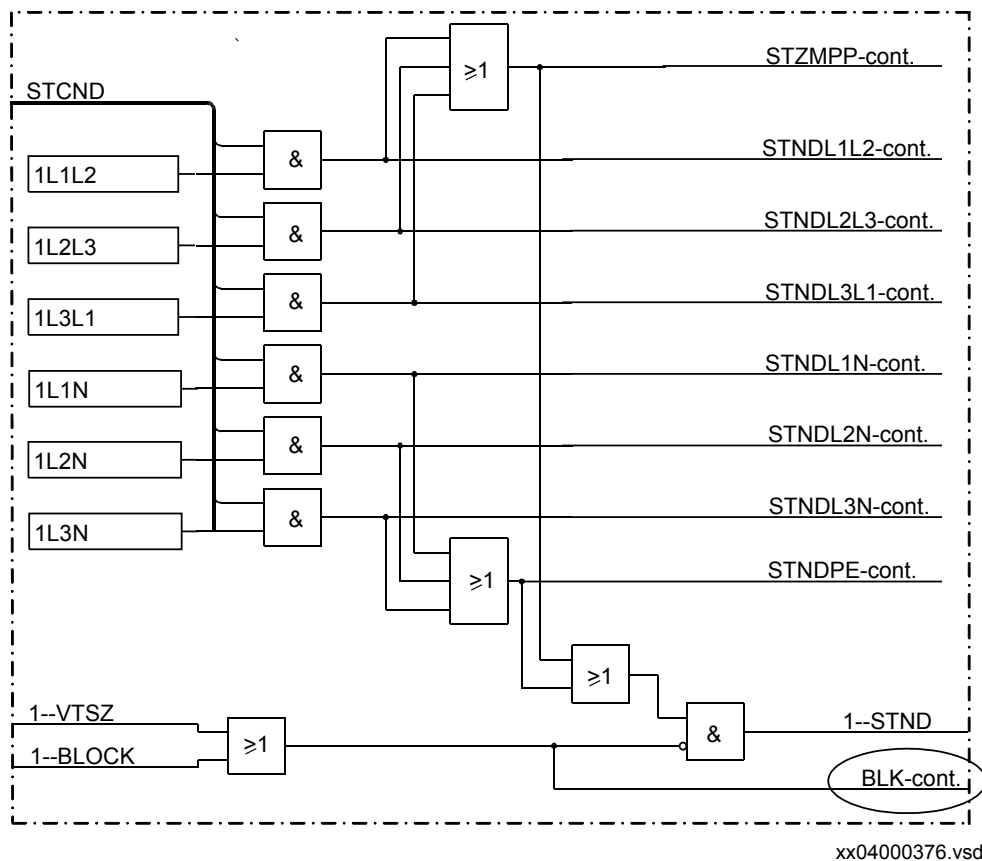 STZMPP-cont.
≥1
STCND
&
STNDL1L2-cont.
1L1L2
&
STNDL2L3-cont.
1L2L3
&
STNDL3L1-cont.
1L3L1
&
STNDL1N-cont.
1L1N
&
STNDL2N-cont.
1L2N
&
STNDL3N-cont.
1L3N
≥1
STNDPE-cont.
≥1
1--VTSZ
≥1
&
1--STND
1--BLOCK
BLK-cont.
xx04000376.vsd